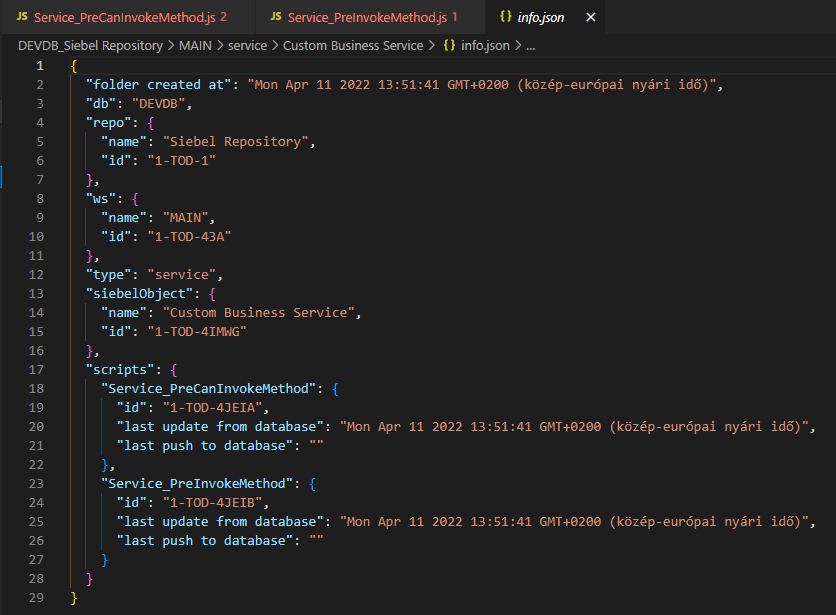 JS Service_PreCanInvokeMethod.js 2 JS Service_PreInvokeMethod.js 1 {} info.json ×
DEVDB_Siebel Repository > MAIN > service > Custom Business Service > {} info.json > ...
1 {
2 "folder created at": "Mon Apr 11 2022 13:51:41 GMT+0200 (közép-európai nyári idő)",
3 "db": "DEVDB",
4 "repo": {
5 "name": "Siebel Repository",
6 "id": "1-TOD-1"
7 },
8 "ws": {
9 "name": "MAIN",
10 "id": "1-TOD-43A"
11 },
12 "type": "service",
13 "siebelObject": {
14 "name": "Custom Business Service",
15 "id": "1-TOD-4IMWG"
16 },
17 "scripts": {
18 "Service_PreCanInvokeMethod": {
19 "id": "1-TOD-4JEIA",
20 "last update from database": "Mon Apr 11 2022 13:51:41 GMT+0200 (közép-európai nyári idő)",
21 "last push to database": ""
22 },
23 "Service_PreInvokeMethod": {
24 "id": "1-TOD-4JEIB",
25 "last update from database": "Mon Apr 11 2022 13:51:41 GMT+0200 (közép-európai nyári idő)",
26 "last push to database": ""
27 }
28 }
29 }